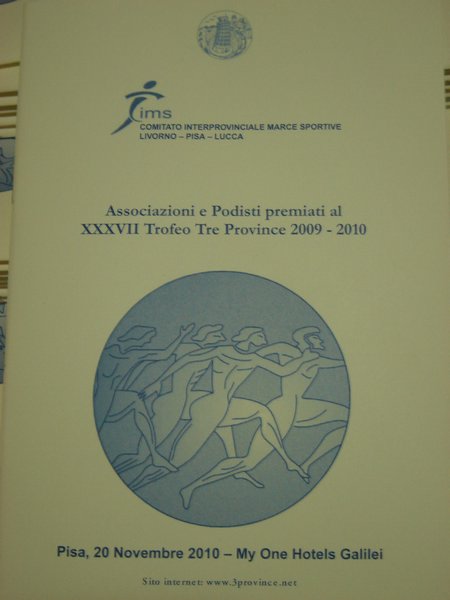 ims
COMITATO INTERPROVINCIALE MARCE SPORTIVE
LIVORNO – PISA – LUCCA
Associazioni e Podisti premiati al
XXXVII Trofeo Tre Province 2009 - 2010
Pisa, 20 Novembre 2010 – My One Hotels Galilei
Sito internet: www.3province.net